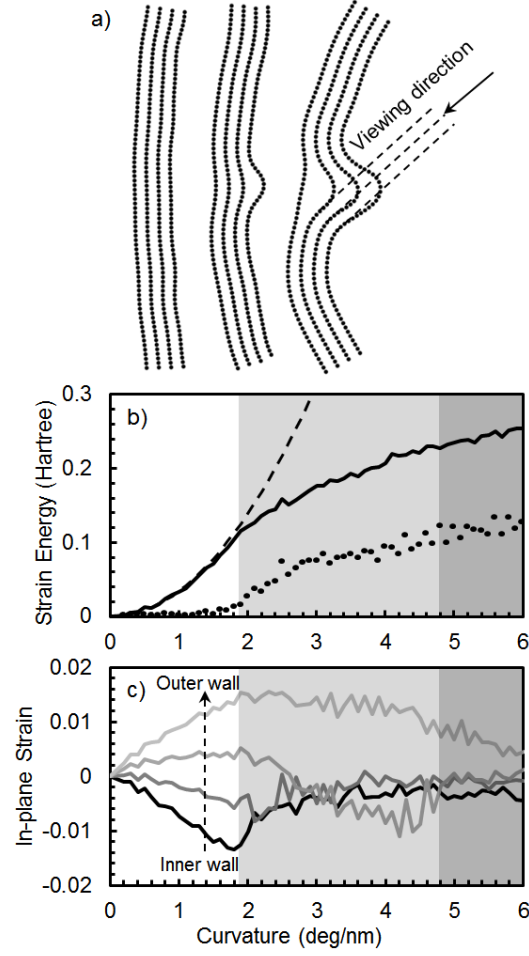 a)
Viewing direction
b)
Strain Energy (Hartree)
0.3
0.2
0.1
0
0 1 2 3 4 5 6
c)
In-plane Strain
0.02
0.01
0
-0.01
-0.02
Outer wall
Inner wall
0 1 2 3 4 5 6
Curvature (deg/nm)